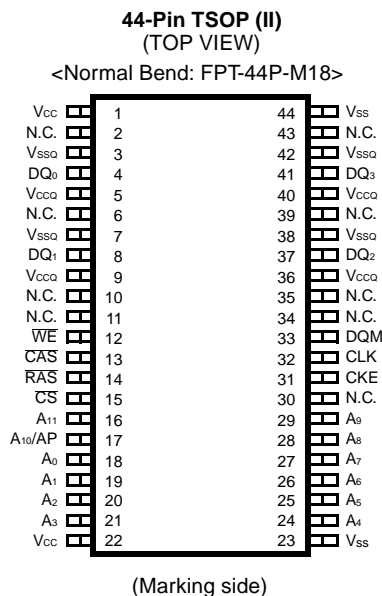 44-Pin TSOP (II)
(TOP VIEW)
<Normal Bend: FPT-44P-M18>
VCC 1 44 VSS
N.C. 2 43 N.C.
VSSQ 3 42 VSSQ
DQ0 4 41 DQ3
VCCQ 5 40 VCCQ
N.C. 6 39 N.C.
VSSQ 7 38 VSSQ
DQ1 8 37 DQ2
VCCQ 9 36 VCCQ
N.C. 10 35 N.C.
N.C. 11 34 N.C.
W̅E̅ 12 33 DQM
C̅A̅S̅ 13 32 CLK
R̅A̅S̅ 14 31 CKE
C̅S̅ 15 30 N.C.
A11 16 29 A9
A10/AP 17 28 A8
A0 18 27 A7
A1 19 26 A6
A2 20 25 A5
A3 21 24 A4
VCC 22 23 VSS
(Marking side)